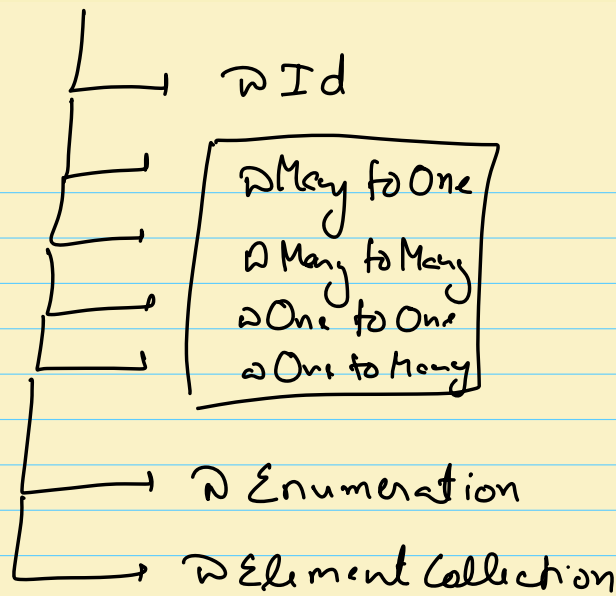 @Id
@Many to One
@Many to Many
@One to One
@One to Many
@Enumeration
@Element Collection